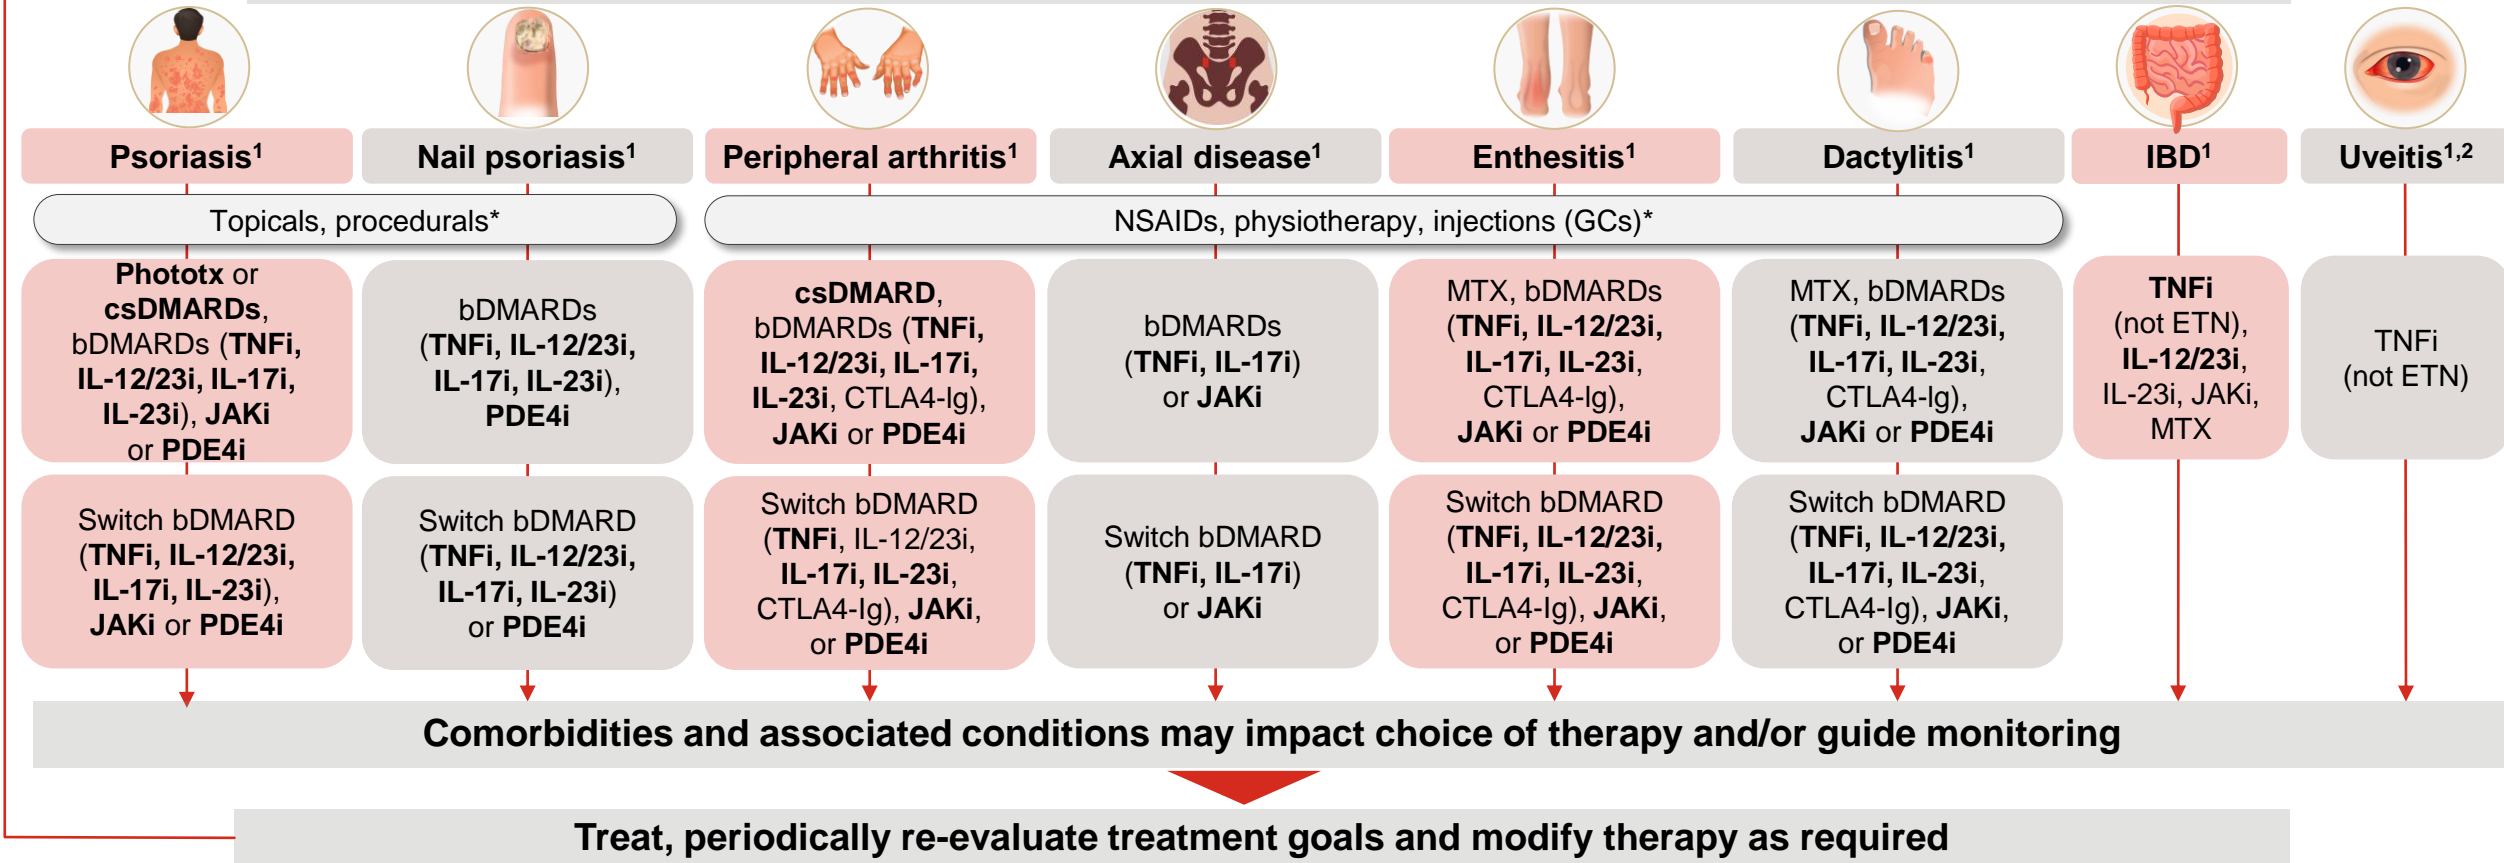 Psoriasis¹
Nail psoriasis¹
Peripheral arthritis¹
Axial disease¹
Enthesitis¹
Dactylitis¹
IBD¹
Uveitis¹,²
Topicals, procedurals*
NSAIDs, physiotherapy, injections (GCs)*
Phototx or
csDMARDs,
bDMARDs (TNFi,
IL-12/23i, IL-17i,
IL-23i), JAKi
or PDE4i
bDMARDs
(TNFi, IL-12/23i,
IL-17i, IL-23i),
PDE4i
csDMARD,
bDMARDs (TNFi,
IL-12/23i, IL-17i,
IL-23i, CTLA4-Ig),
JAKi or PDE4i
bDMARDs
(TNFi, IL-17i)
or JAKi
MTX, bDMARDs
(TNFi, IL-12/23i,
IL-17i, IL-23i,
CTLA4-Ig),
JAKi or PDE4i
MTX, bDMARDs
(TNFi, IL-12/23i,
IL-17i, IL-23i,
CTLA4-Ig),
JAKi or PDE4i
TNFi
(not ETN),
IL-12/23i,
IL-23i, JAKi,
MTX
TNFi
(not ETN)
Switch bDMARD
(TNFi, IL-12/23i,
IL-17i, IL-23i),
JAKi or PDE4i
Switch bDMARD
(TNFi, IL-12/23i,
IL-17i, IL-23i)
or PDE4i
Switch bDMARD
(TNFi, IL-12/23i,
IL-17i, IL-23i,
CTLA4-Ig), JAKi,
or PDE4i
Switch bDMARD
(TNFi, IL-17i)
or JAKi
Switch bDMARD
(TNFi, IL-12/23i,
IL-17i, IL-23i,
CTLA4-Ig), JAKi,
or PDE4i
Switch bDMARD
(TNFi, IL-12/23i,
IL-17i, IL-23i,
CTLA4-Ig), JAKi,
or PDE4i
Comorbidities and associated conditions may impact choice of therapy and/or guide monitoring
Treat, periodically re-evaluate treatment goals and modify therapy as required